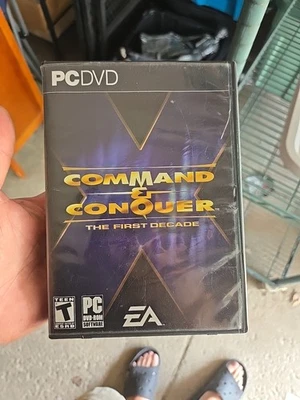 PCDVD
COMMAND
&
CONQUER
THE FIRST DECADE
TEEN
T
ESRB
PC
DVD-ROM
SOFTWARE
EA